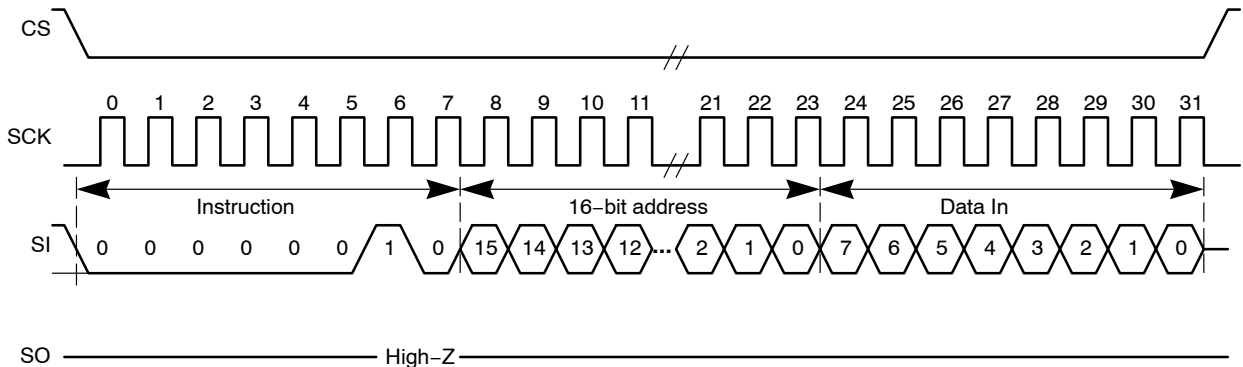 CS
0 1 2 3 4 5 6 7 8 9 10 11 21 22 23 24 25 26 27 28 29 30 31
SCK
Instruction 16−bit address Data In
SI 0 0 0 0 0 0 1 0 15 14 13 12 ... 2 1 0 7 6 5 4 3 2 1 0
SO High−Z